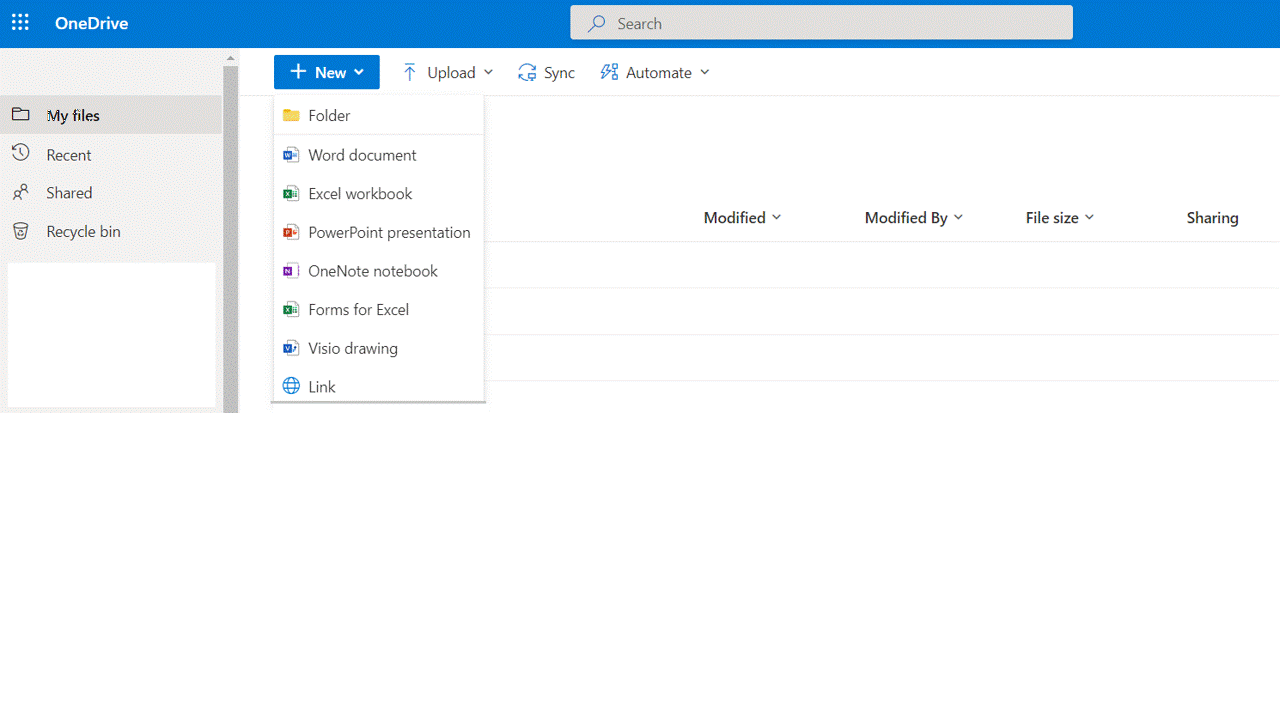 OneDrive
Search
New
Upload
Sync
Automate
My files
Recent
Shared
Recycle bin
Folder
Word document
Excel workbook
PowerPoint presentation
OneNote notebook
Forms for Excel
Visio drawing
Link
Modified
Modified By
File size
Sharing